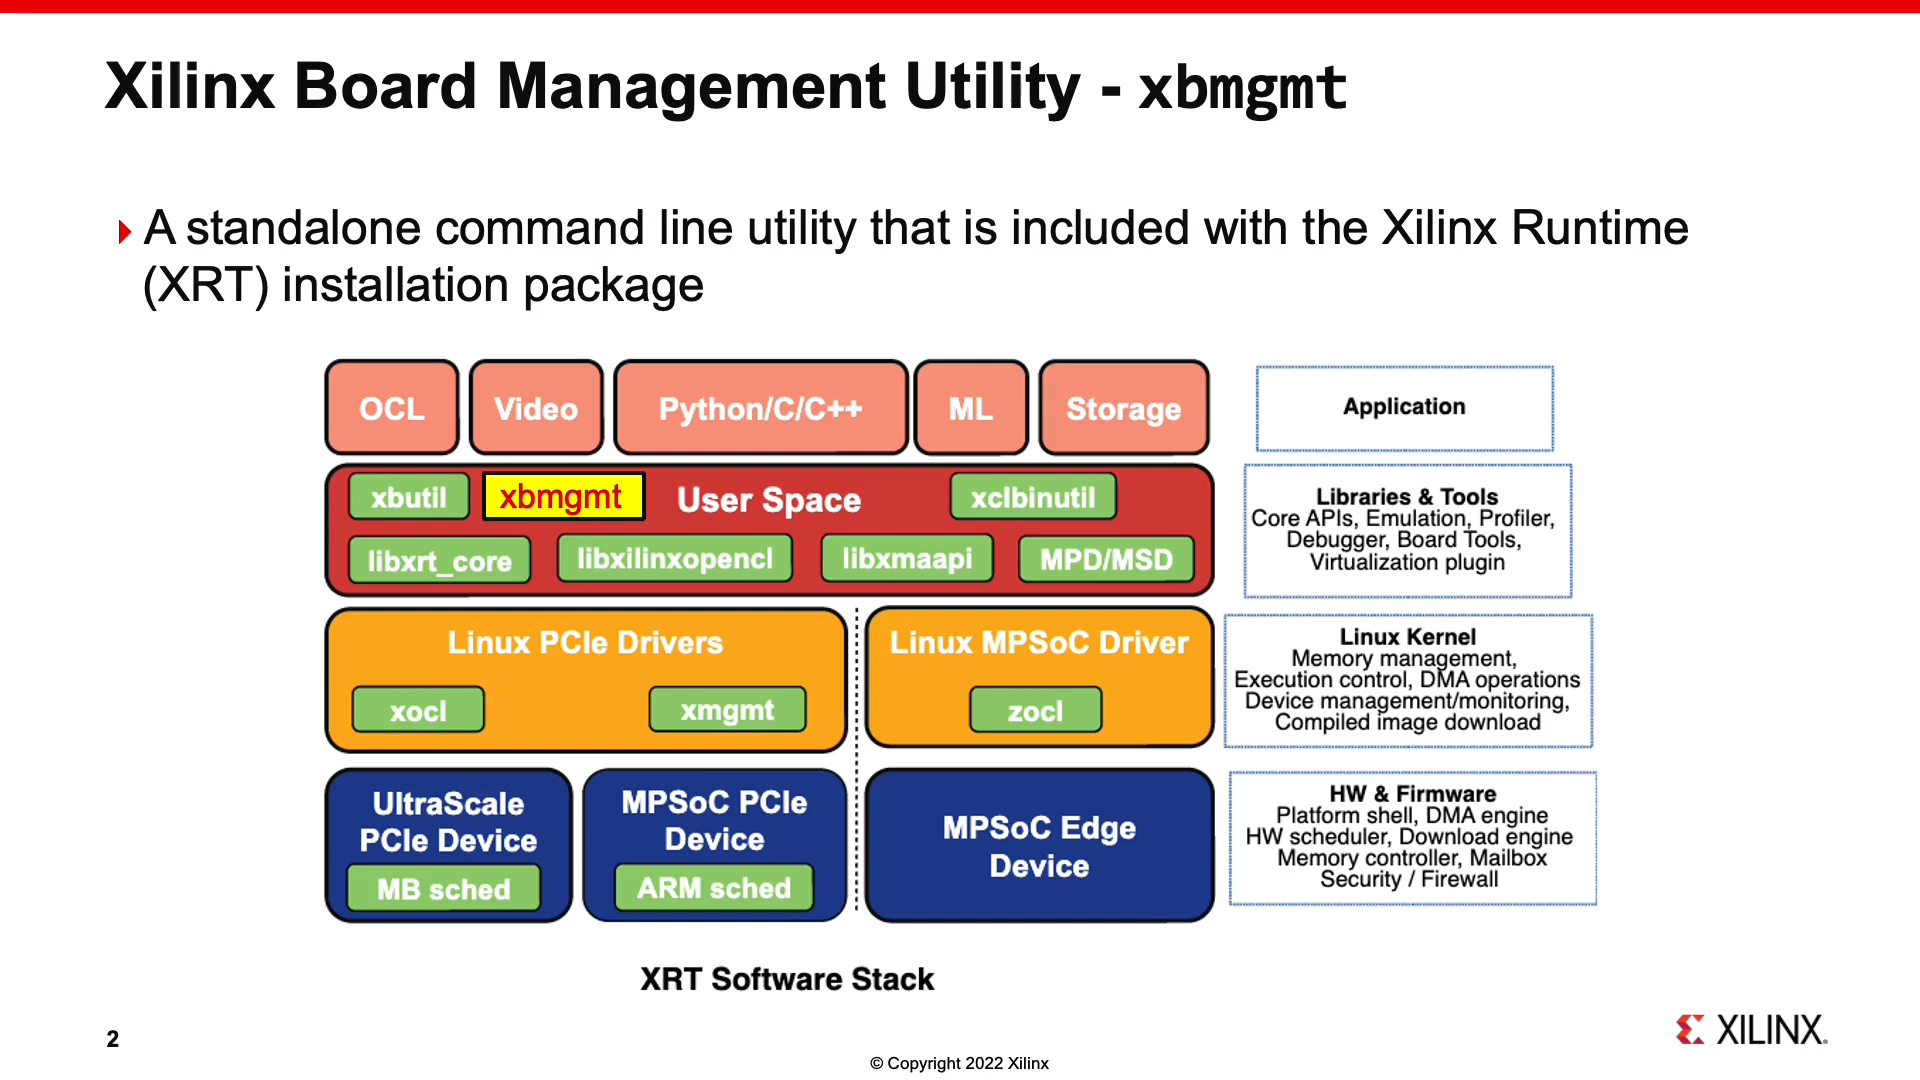 Xilinx Board Management Utility - xbmgmt
A standalone command line utility that is included with the Xilinx Runtime
(XRT) installation package
OCL
Video
Python/C/C++
ML
Storage
Application
xbutil
xbmgmt
User Space
xclbinutil
libxrt_core
libxilinxopencl
libxmaapi
MPD/MSD
Libraries & Tools
Core APIs, Emulation, Profiler,
Debugger, Board Tools,
Virtualization plugin
Linux PCIe Drivers
xocl
xmgmt
Linux MPSoC Driver
zocl
Linux Kernel
Memory management,
Execution control, DMA operations
Device management/monitoring,
Compiled image download
UltraScale
PCIe Device
MB sched
MPSoC PCIe
Device
ARM sched
MPSoC Edge
Device
HW & Firmware
Platform shell, DMA engine
HW scheduler, Download engine
Memory controller, Mailbox
Security / Firewall
XRT Software Stack
2
© Copyright 2022 Xilinx
XILINX.